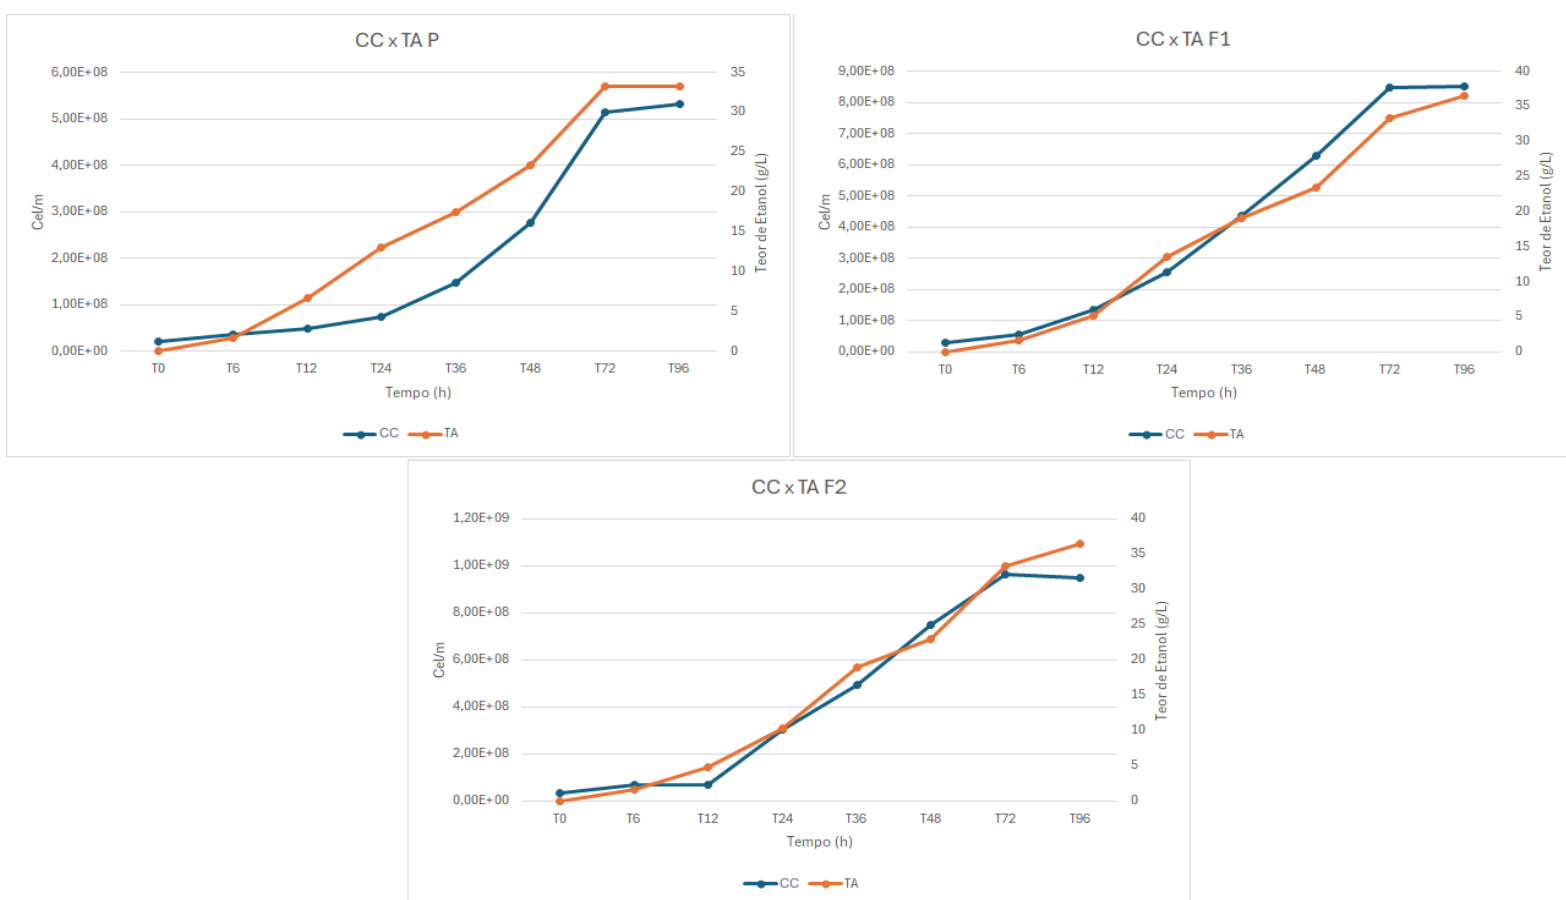 CC x TA P
6,00E+08
5,00E+08
4,00E+08
3,00E+08
2,00E+08
1,00E+08
0,00E+00
Cel/m
35
30
25
20
15
10
5
0
Teor de Etanol (g/L)
T0 T6 T12 T24 T36 T48 T72 T96
Tempo (h)
CC TA
CC x TA F1
9,00E+08
8,00E+08
7,00E+08
6,00E+08
5,00E+08
4,00E+08
3,00E+08
2,00E+08
1,00E+08
0,00E+00
Cel/m
40
35
30
25
20
15
10
5
0
Teor de Etanol (g/L)
T0 T6 T12 T24 T36 T48 T72 T96
Tempo (h)
CC TA
CC x TA F2
1,20E+09
1,00E+09
8,00E+08
6,00E+08
4,00E+08
2,00E+08
0,00E+00
Cel/m
40
35
30
25
20
15
10
5
0
Teor de Etanol (g/L)
T0 T6 T12 T24 T36 T48 T72 T96
Tempo (h)
CC TA